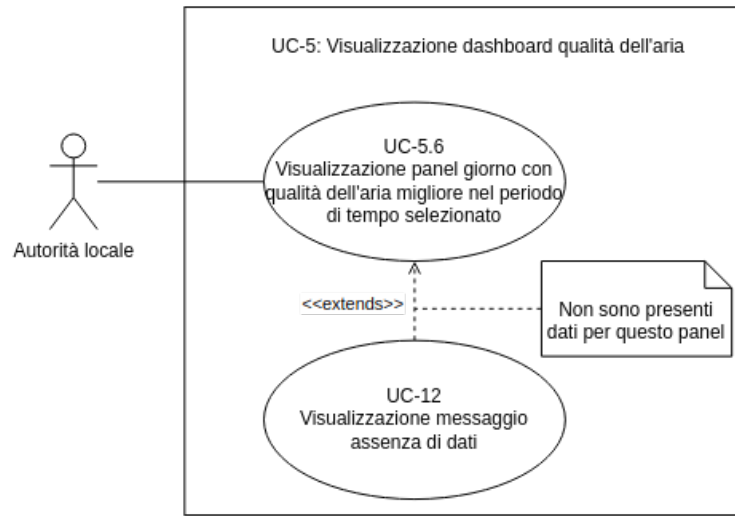 UC-5: Visualizzazione dashboard qualità dell'aria
UC-5.6
Visualizzazione panel giorno con
qualità dell'aria migliore nel periodo
di tempo selezionato
Autorità locale
<<extends>>
Non sono presenti
dati per questo panel
UC-12
Visualizzazione messaggio
assenza di dati